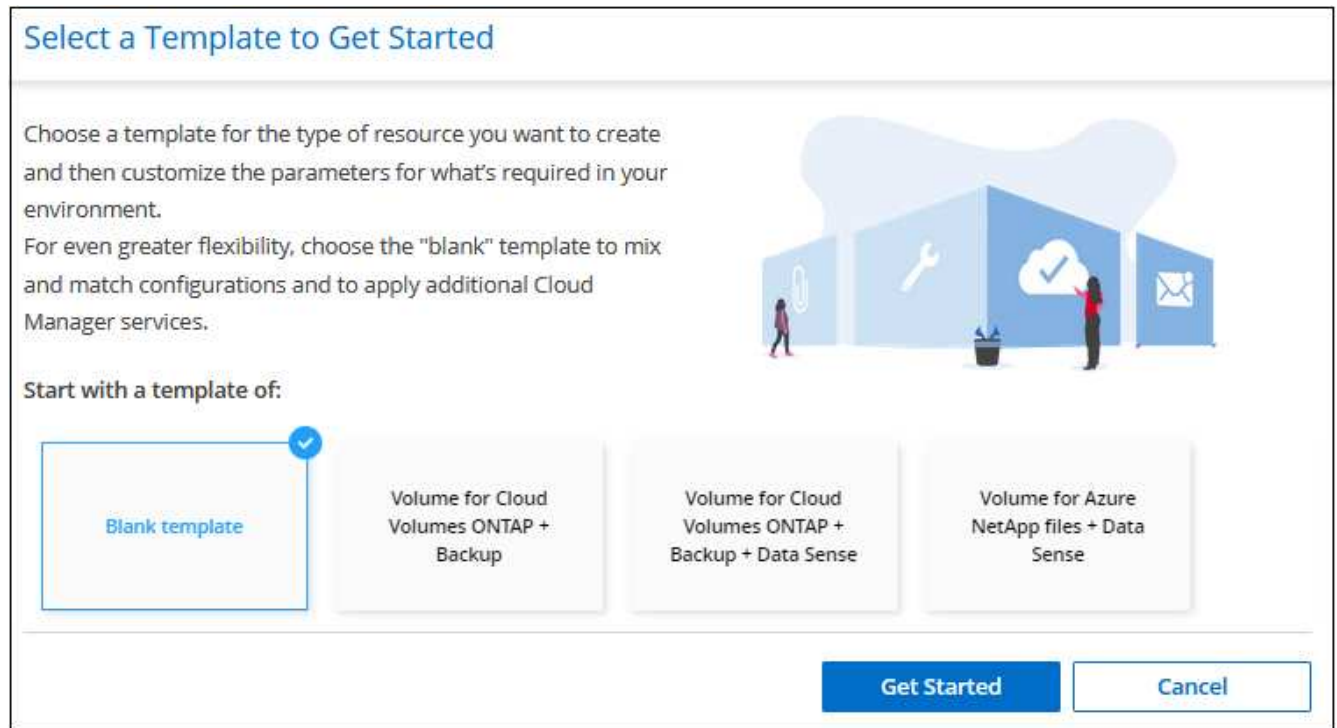 Select a Template to Get Started
Choose a template for the type of resource you want to create
and then customize the parameters for what's required in your
environment.
For even greater flexibility, choose the "blank" template to mix
and match configurations and to apply additional Cloud
Manager services.
Start with a template of:
Blank template
Volume for Cloud
Volumes ONTAP +
Backup
Volume for Cloud
Volumes ONTAP +
Backup + Data Sense
Volume for Azure
NetApp files + Data
Sense
Get Started
Cancel